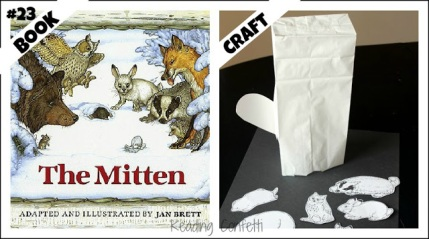 #23
BOOK
CRAFT
The Mitten
ADAPTED AND ILLUSTRATED BY JAN BRETT
Reading Confetti